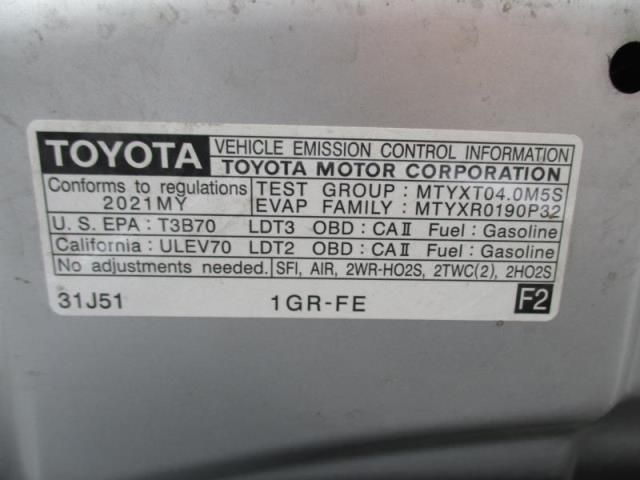 TOYOTA VEHICLE EMISSION CONTROL INFORMATION
TOYOTA MOTOR CORPORATION
Conforms to regulations TEST GROUP : MTYXT04.0M5S
2021MY EVAP FAMILY : MTYXR0190P32
U. S. EPA : T3B70 LDT3 OBD : CAⅡ Fuel : Gasoline
California : ULEV70 LDT2 OBD : CAⅡ Fuel : Gasoline
No adjustments needed. SFI, AIR, 2WR-HO2S, 2TWC(2), 2HO2S
31J51 1GR-FE F2